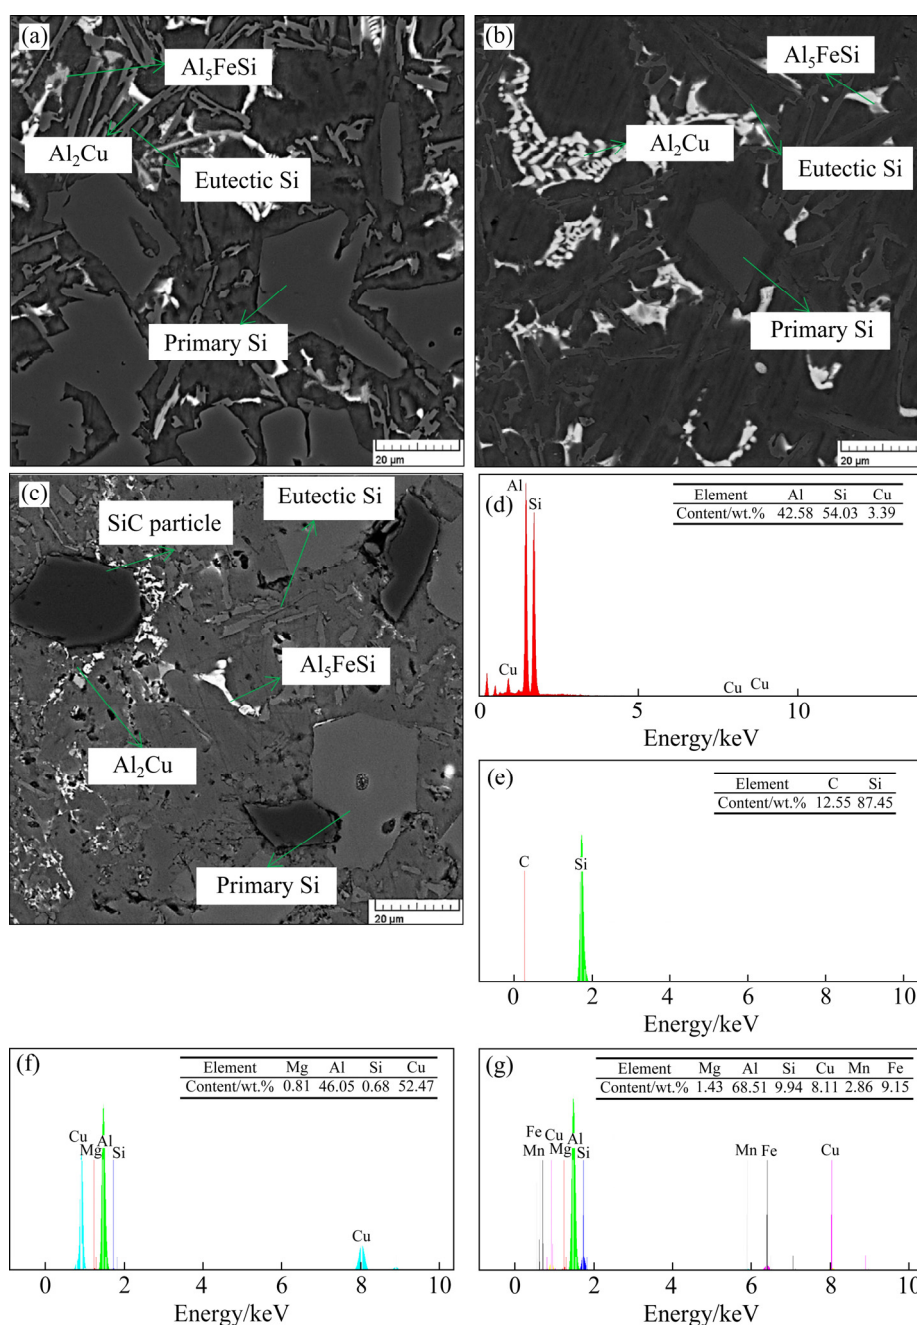 (a)
Al₅FeSi
Al₂Cu
Eutectic Si
Primary Si
20 μm
(b)
Al₅FeSi
Al₂Cu
Eutectic Si
Primary Si
20 μm
(c)
Eutectic Si
SiC particle
Al₅FeSi
Al₂Cu
Primary Si
20 μm
(d)
Al
Si
Element Al Si Cu
Content/wt.% 42.58 54.03 3.39
Cu
Cu Cu
0 5 10
Energy/keV
(e)
Element C Si
Content/wt.% 12.55 87.45
C Si
0 2 4 6 8 10
Energy/keV
(f)
Element Mg Al Si Cu
Content/wt.% 0.81 46.05 0.68 52.47
Cu Al
Mg Si
Cu
0 2 4 6 8 10
Energy/keV
(g)
Element Mg Al Si Cu Mn Fe
Content/wt.% 1.43 68.51 9.94 8.11 2.86 9.15
Fe Cu Al
Mn Mg Si
Mn Fe Cu
0 2 4 6 8 10
Energy/keV